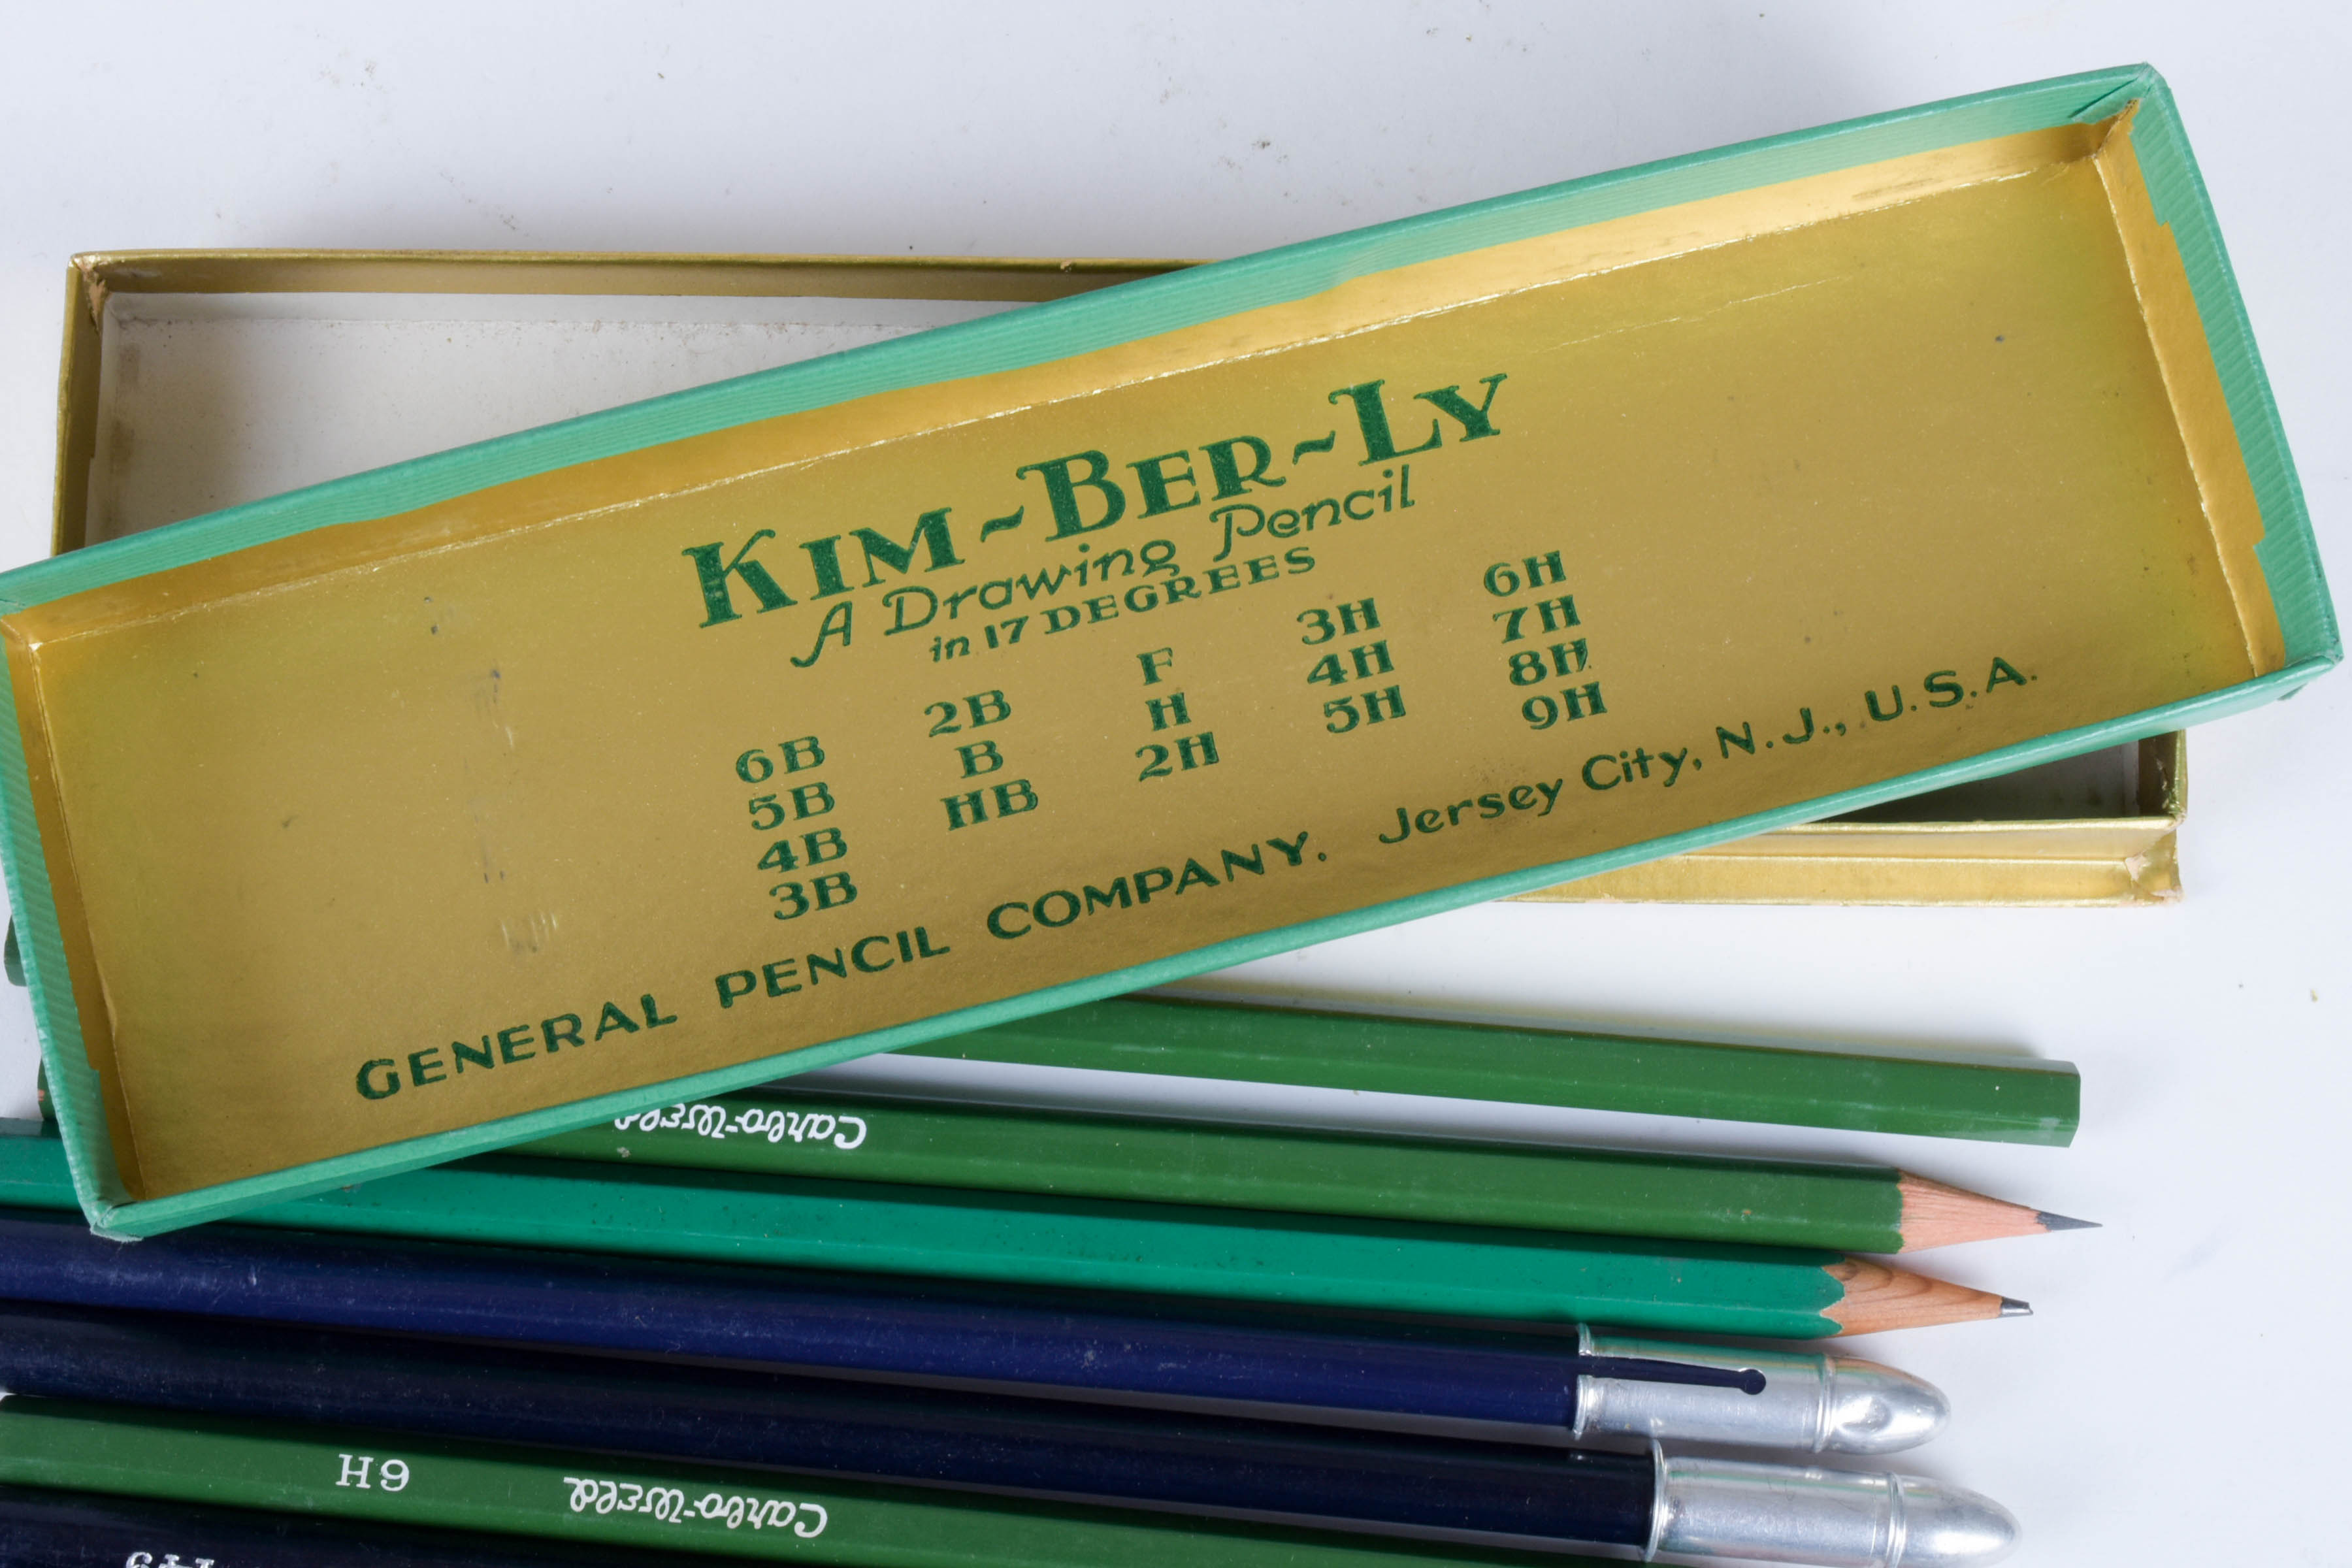 KIM~BER~LY
A Drawing Pencil
in 17 DEGREES
6B 2B F 3H 6H
5B B H 4H 7H
4B HB 2H 5H 8H
3B 9H
GENERAL PENCIL COMPANY. Jersey City, N.J., U.S.A.
Carbo-Weld
Carbo-Weld 6H